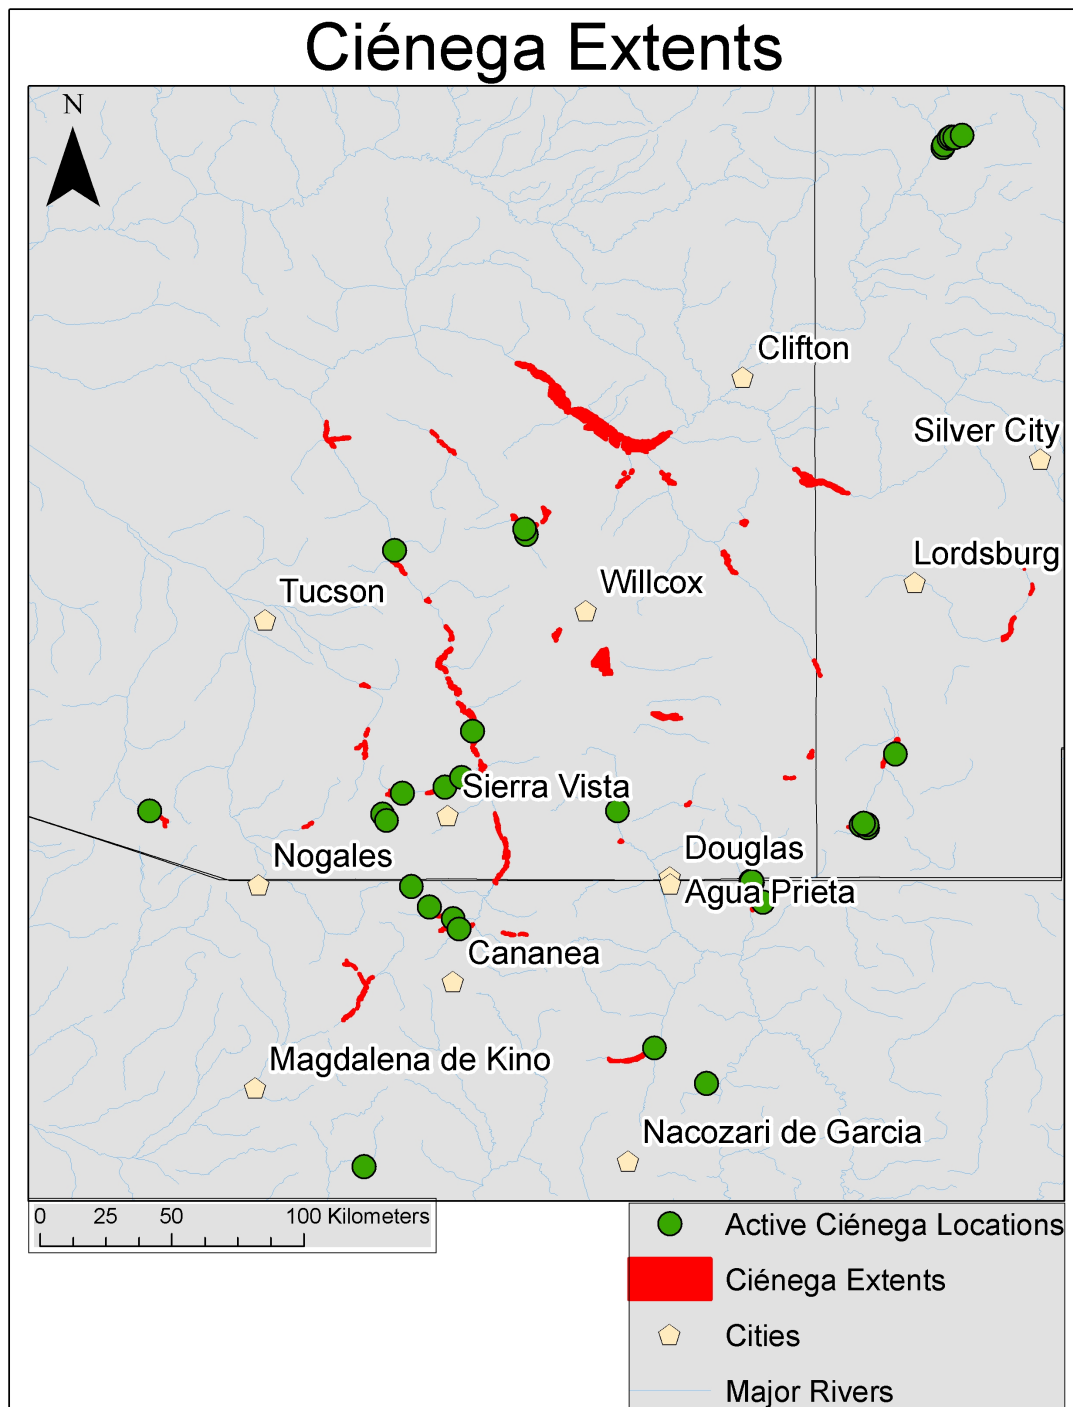 Ciénega Extents
N
Clifton
Silver City
Lordsburg
Tucson
Willcox
Sierra Vista
Nogales
Douglas
Agua Prieta
Cananea
Magdalena de Kino
Nacozari de Garcia
0 25 50 100 Kilometers
Active Ciénega Locations
Ciénega Extents
Cities
Major Rivers